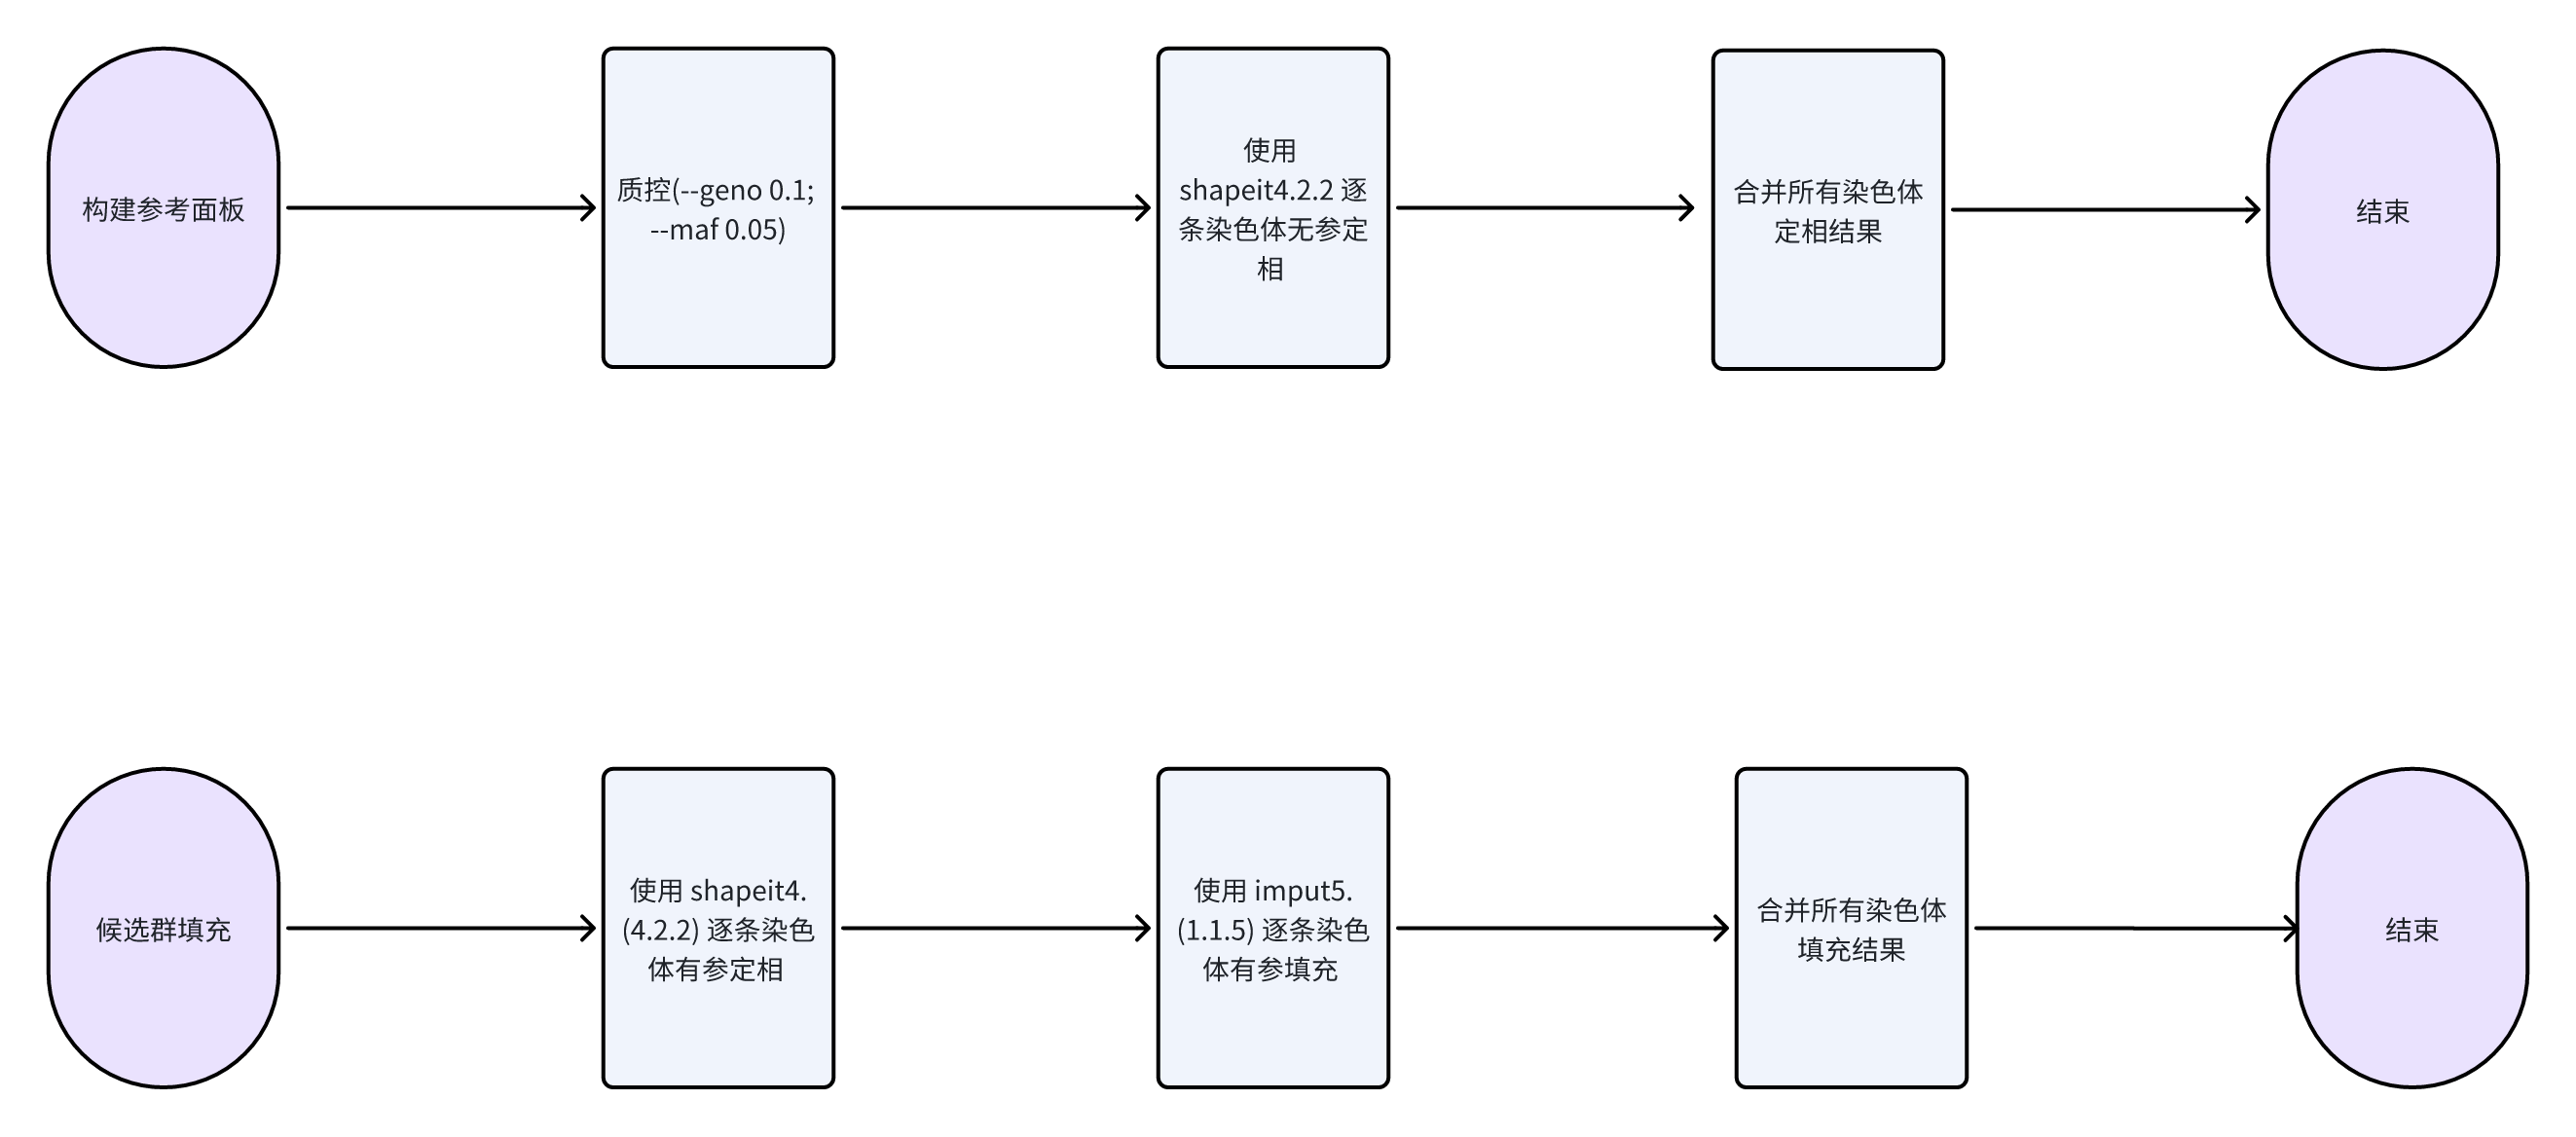 构建参考面板
质控(--geno 0.1;
--maf 0.05)
使用
shapeit4.2.2 逐
条染色体无参定
相
合并所有染色体
定相结果
结束
候选群填充
使用 shapeit4.
(4.2.2) 逐条染色
体有参定相
使用 imput5.
(1.1.5) 逐条染色
体有参填充
合并所有染色体
填充结果
结束